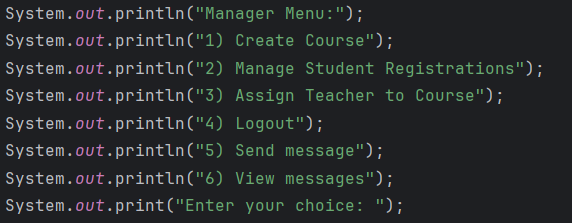 System.out.println("Manager Menu:");
System.out.println("1) Create Course");
System.out.println("2) Manage Student Registrations");
System.out.println("3) Assign Teacher to Course");
System.out.println("4) Logout");
System.out.println("5) Send message");
System.out.println("6) View messages");
System.out.print("Enter your choice: ");